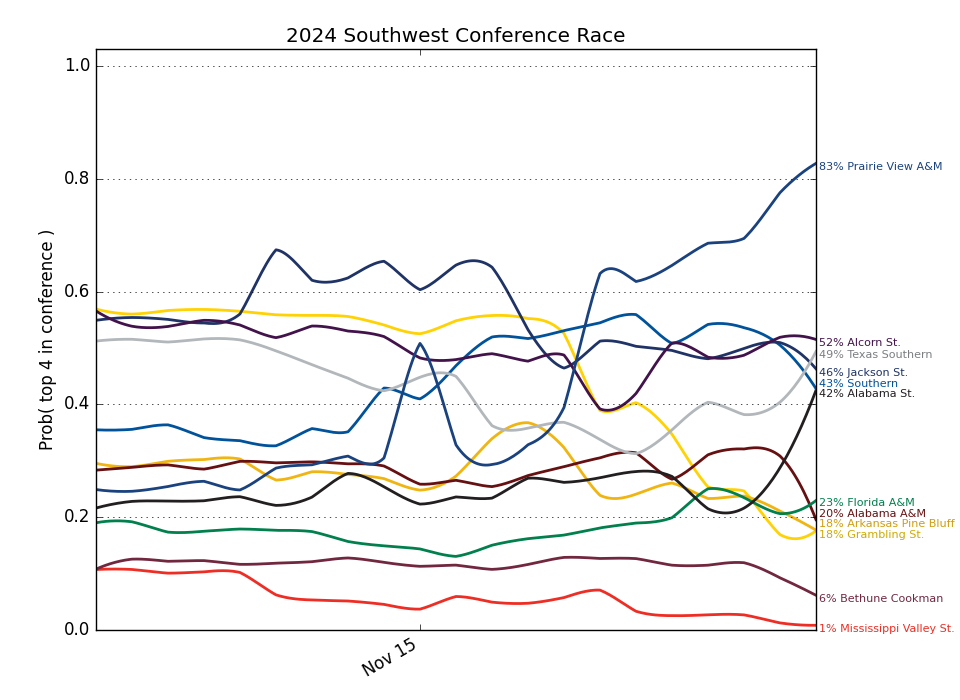 2024 Southwest Conference Race
Prob( top 4 in conference )
1.0
0.8
0.6
0.4
0.2
0.0
Nov 15
83% Prairie View A&M
52% Alcorn St.
49% Texas Southern
46% Jackson St.
43% Southern
42% Alabama St.
23% Florida A&M
20% Alabama A&M
18% Arkansas Pine Bluff
18% Grambling St.
6% Bethune Cookman
1% Mississippi Valley St.